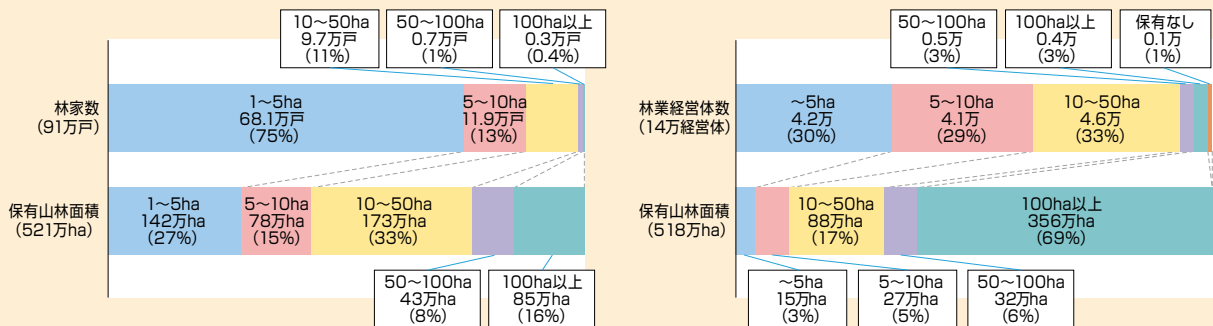 10〜50ha
9.7万戸
(11%)
50〜100ha
0.7万戸
(1%)
100ha以上
0.3万戸
(0.4%)
林家数
(91万戸)
1〜5ha
68.1万戸
(75%)
5〜10ha
11.9万戸
(13%)
保有山林面積
(521万ha)
1〜5ha
142万ha
(27%)
5〜10ha
78万ha
(15%)
10〜50ha
173万ha
(33%)
50〜100ha
43万ha
(8%)
100ha以上
85万ha
(16%)
50〜100ha
0.5万
(3%)
100ha以上
0.4万
(3%)
保有なし
0.1万
(1%)
林業経営体数
(14万経営体)
〜5ha
4.2万
(30%)
5〜10ha
4.1万
(29%)
10〜50ha
4.6万
(33%)
保有山林面積
(518万ha)
10〜50ha
88万ha
(17%)
100ha以上
356万ha
(69%)
〜5ha
15万ha
(3%)
5〜10ha
27万ha
(5%)
50〜100ha
32万ha
(6%)